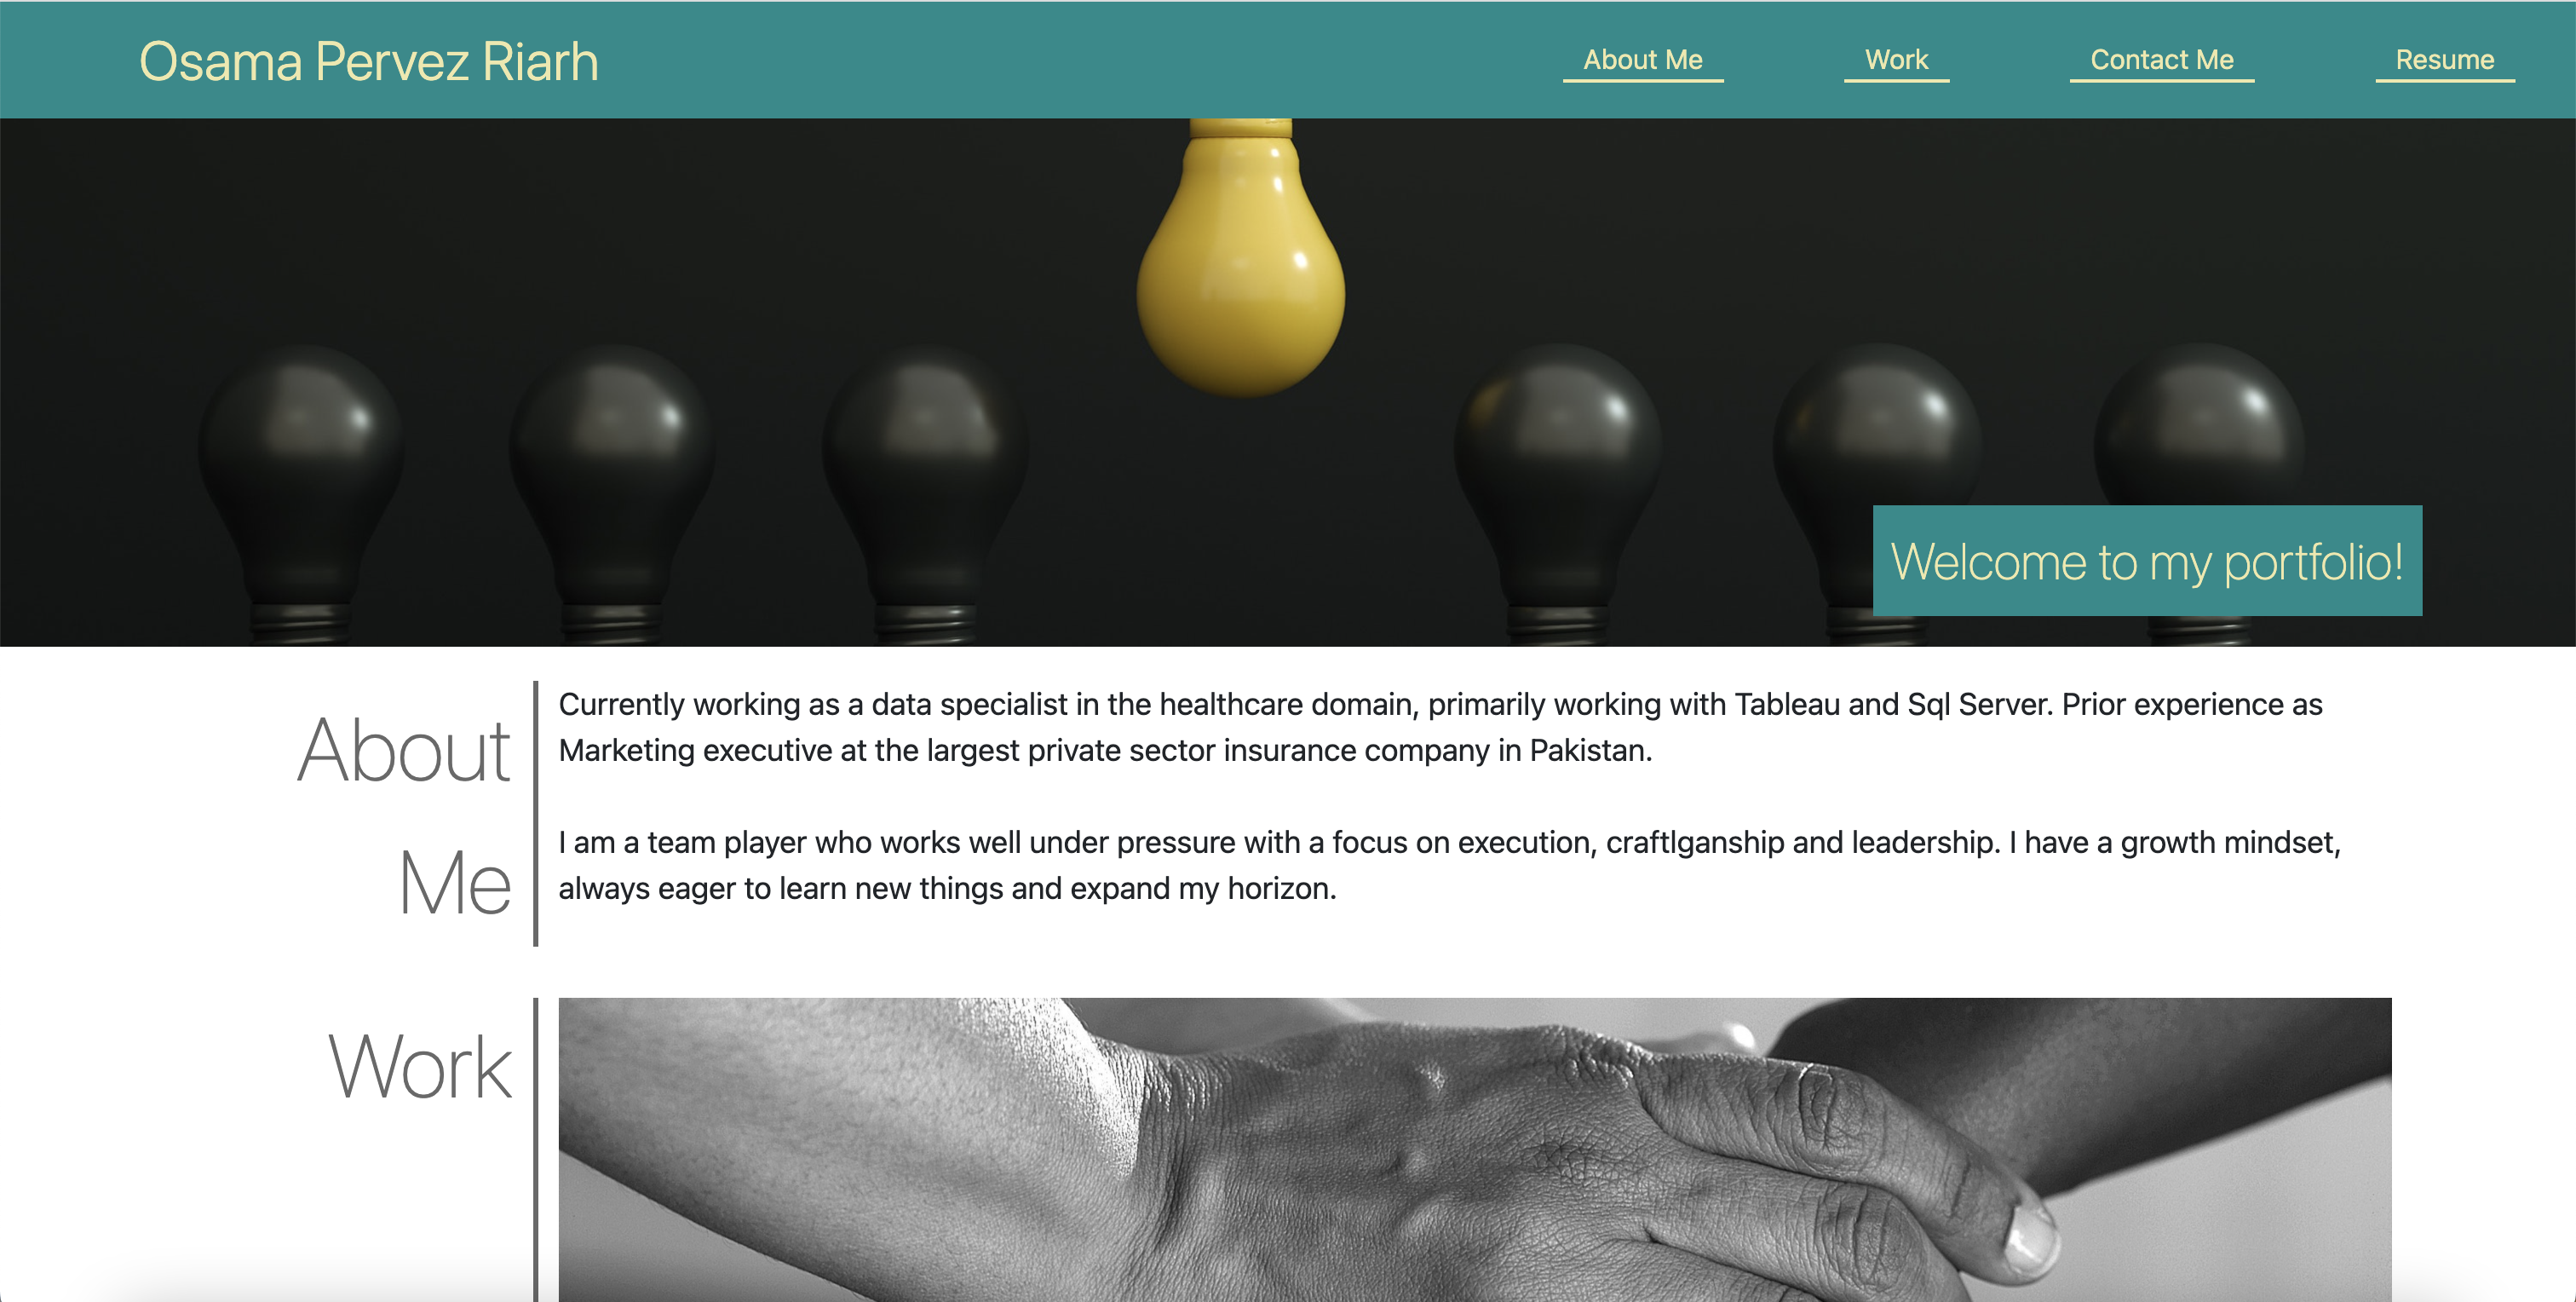 Osama Pervez Riarh
About Me
Work
Contact Me
Resume
Welcome to my portfolio!
About
Me
Currently working as a data specialist in the healthcare domain, primarily working with Tableau and Sql Server. Prior experience as
Marketing executive at the largest private sector insurance company in Pakistan.
I am a team player who works well under pressure with a focus on execution, craftlganship and leadership. I have a growth mindset,
always eager to learn new things and expand my horizon.
Work